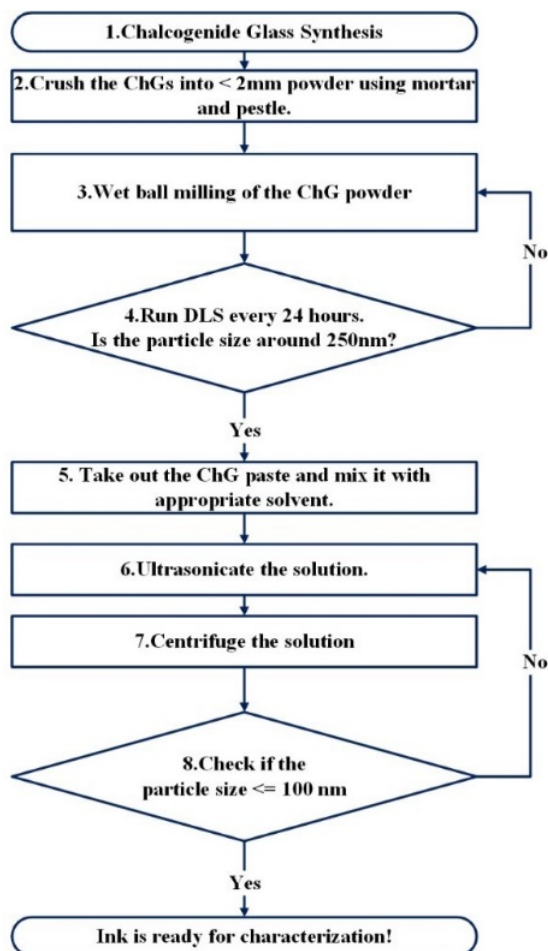 1.Chalcogenide Glass Synthesis
2.Crush the ChGs into < 2mm powder using mortar
and pestle.
3.Wet ball milling of the ChG powder
No
4.Run DLS every 24 hours.
Is the particle size around 250nm?
Yes
5. Take out the ChG paste and mix it with
appropriate solvent.
6.Ultrasonicate the solution.
7.Centrifuge the solution
No
8.Check if the
particle size <= 100 nm
Yes
Ink is ready for characterization!